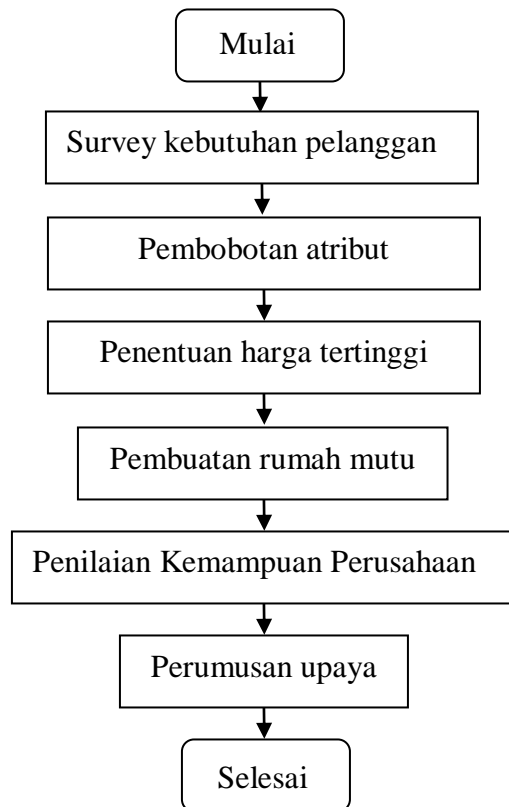 Mulai
Survey kebutuhan pelanggan
Pembobotan atribut
Penentuan harga tertinggi
Pembuatan rumah mutu
Penilaian Kemampuan Perusahaan
Perumusan upaya
Selesai